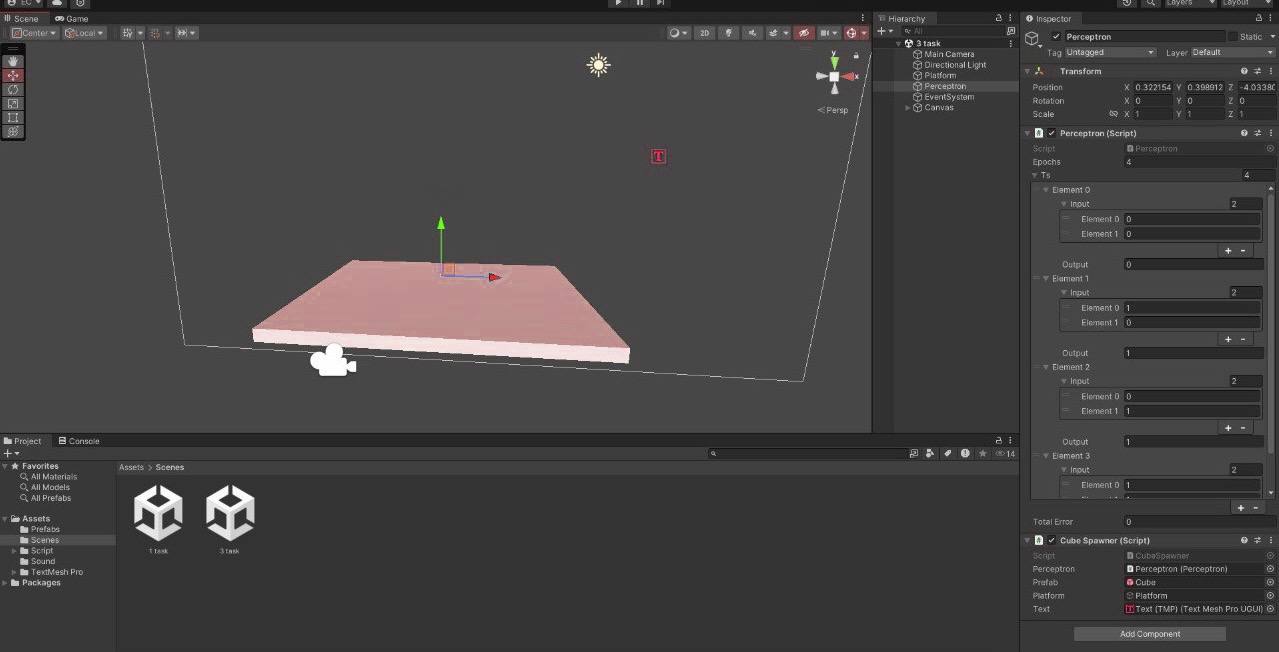 EC Layers Layout
Scene Game
Center Local 2D
y
x
Persp
T
Hierarchy
All
3 task
Main Camera
Directional Light
Platform
Perceptron
EventSystem
Canvas
Inspector
Perceptron Static
Tag Untagged Layer Default
Transform
Position X 0.322154 Y 0.398912 Z -4.03380
Rotation X 0 Y 0 Z 0
Scale X 1 Y 1 Z 1
Perceptron (Script)
Script Perceptron
Epochs 4
Ts 4
Element 0
Input 2
Element 0 0
Element 1 0
Output 0
Element 1
Input 2
Element 0 1
Element 1 0
Output 1
Element 2
Input 2
Element 0 0
Element 1 1
Output 1
Element 3
Input 2
Element 0 1
Total Error 0
Cube Spawner (Script)
Script CubeSpawner
Perceptron Perceptron (Perceptron)
Prefab Cube
Platform Platform
Text Text (TMP) (Text Mesh Pro UGUI)
Add Component
Project Console
14
Favorites
All Materials
All Models
All Prefabs
Assets
Prefabs
Scenes
Script
Sound
TextMesh Pro
Packages
Assets > Scenes
1 task 3 task